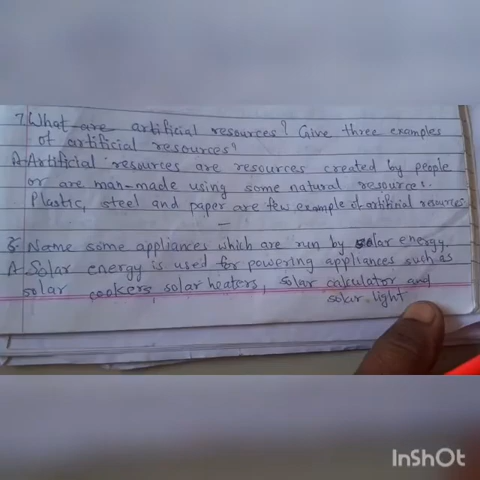 7. What are artificial resources? Give three examples
of artificial resources?
A- Artificial resources are resources created by people
or are man-made using some natural resources.
Plastic, steel and paper are few example of artificial resources.
8- Name some appliances which are run by solar energy.
A- Solar energy is used for powering appliances such as
solar cookers, solar heaters, solar calculator and
solar light
InShOt